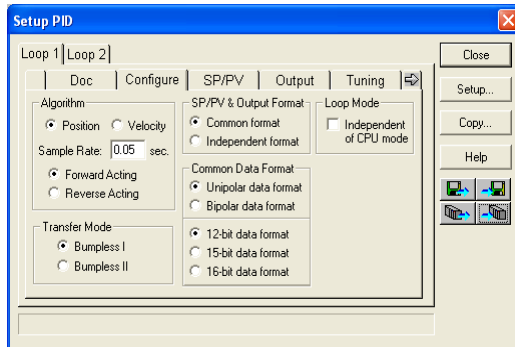 Setup PID
Loop 1 Loop 2
Doc Configure SP/PV Output Tuning
Algorithm
Position Velocity
Sample Rate: 0.05 sec.
Forward Acting
Reverse Acting
Transfer Mode
Bumpless I
Bumpless II
SP/PV & Output Format
Common format
Independent format
Common Data Format
Unipolar data format
Bipolar data format
12-bit data format
15-bit data format
16-bit data format
Loop Mode
Independent
of CPU mode
Close
Setup...
Copy...
Help